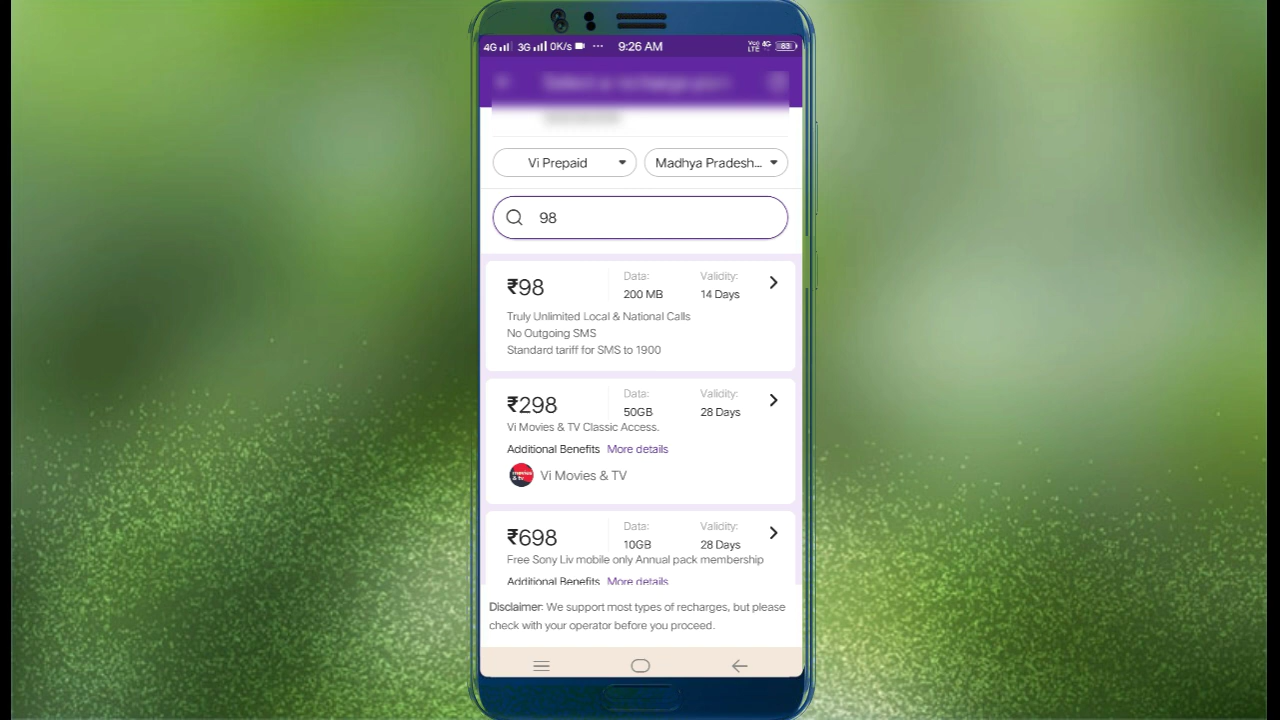 4G 3G 0K/s ... 9:26 AM VoD LTE 4G 83
Vi Prepaid
Madhya Pradesh...
98
₹98
Data:
200 MB
Validity:
14 Days
Truly Unlimited Local & National Calls
No Outgoing SMS
Standard tariff for SMS to 1900
₹298
Data:
50GB
Validity:
28 Days
Vi Movies & TV Classic Access.
Additional Benefits More details
Vi Movies & TV
₹698
Data:
10GB
Validity:
28 Days
Free Sony Liv mobile only Annual pack membership
Additional Benefits More details
Disclaimer: We support most types of recharges, but please
check with your operator before you proceed.